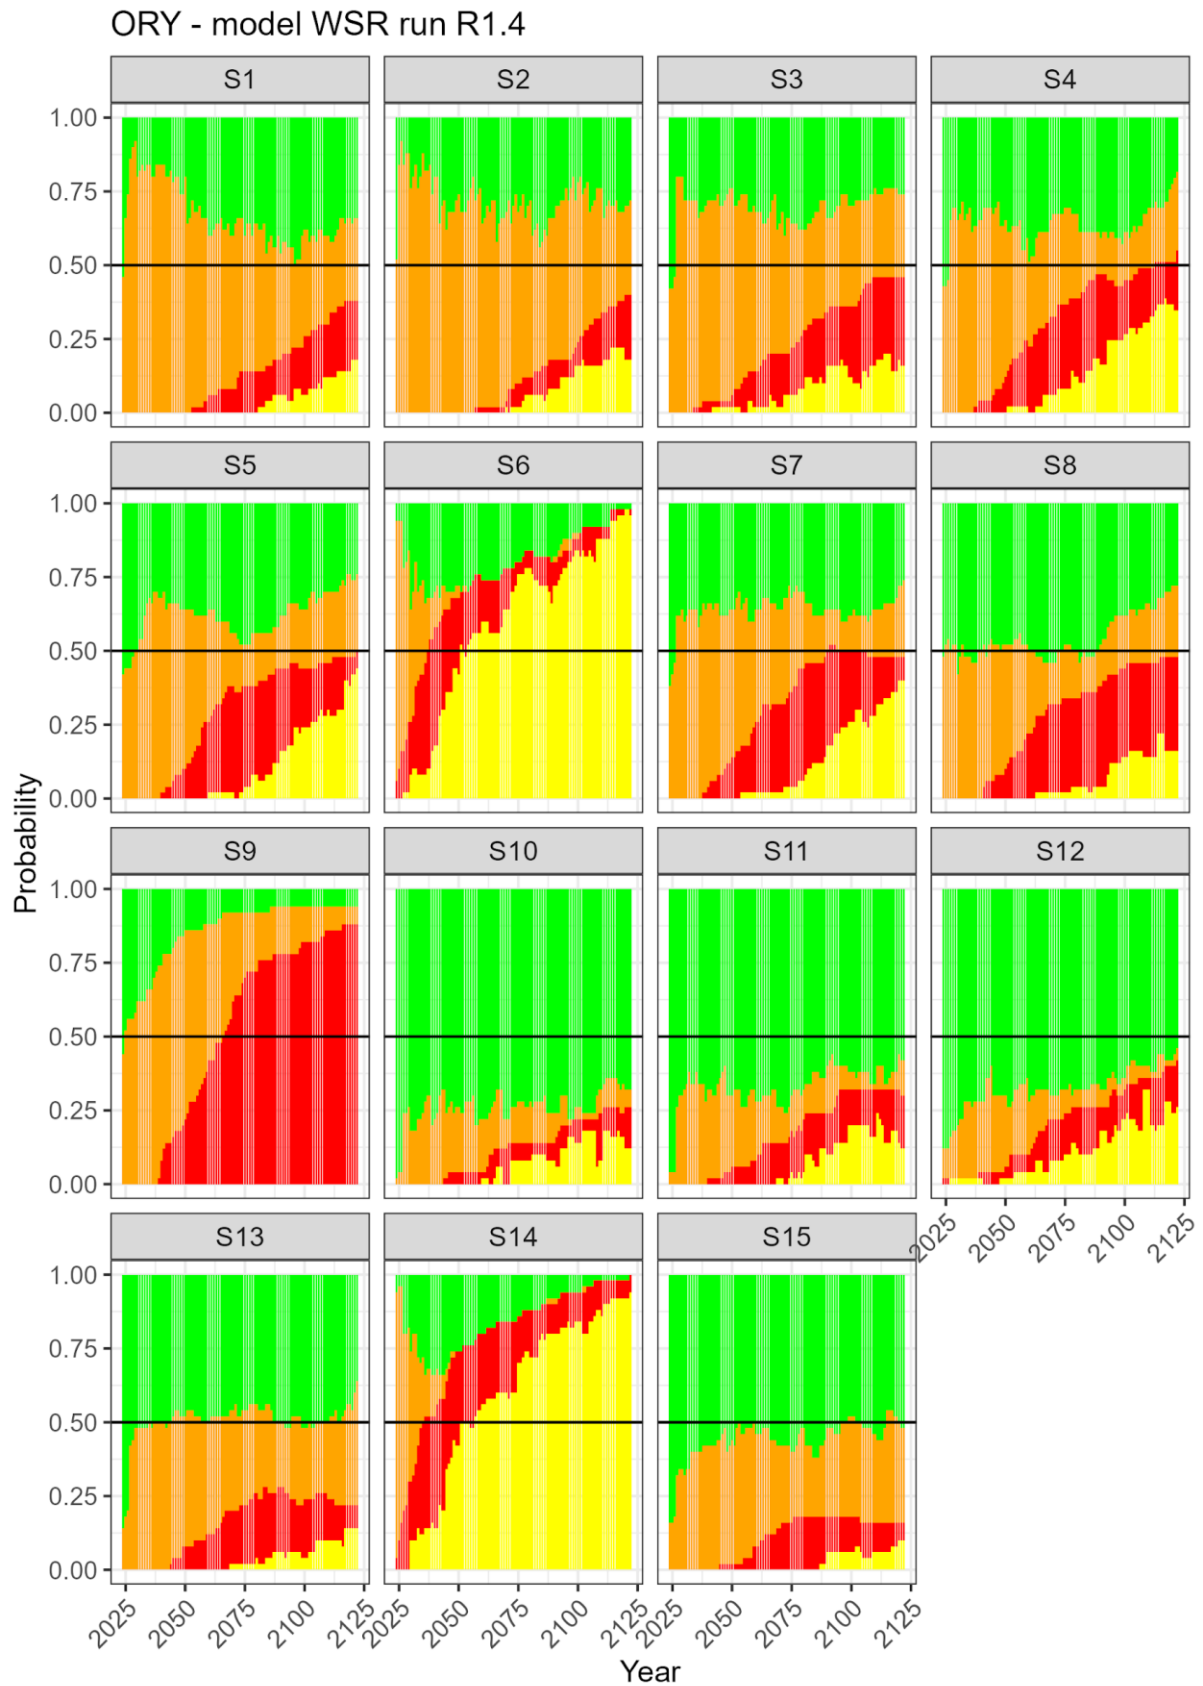 ORY - model WSR run R1.4
S1 S2 S3 S4
1.00
0.75
0.50
0.25
0.00
S5 S6 S7 S8
1.00
0.75
0.50
0.25
0.00
Probability
S9 S10 S11 S12
1.00
0.75
0.50
0.25
0.00
2025 2050 2075 2100 2125
S13 S14 S15
1.00
0.75
0.50
0.25
0.00
2025 2050 2075 2100 2125 2025 2050 2075 2100 2125 2025 2050 2075 2100 2125
Year